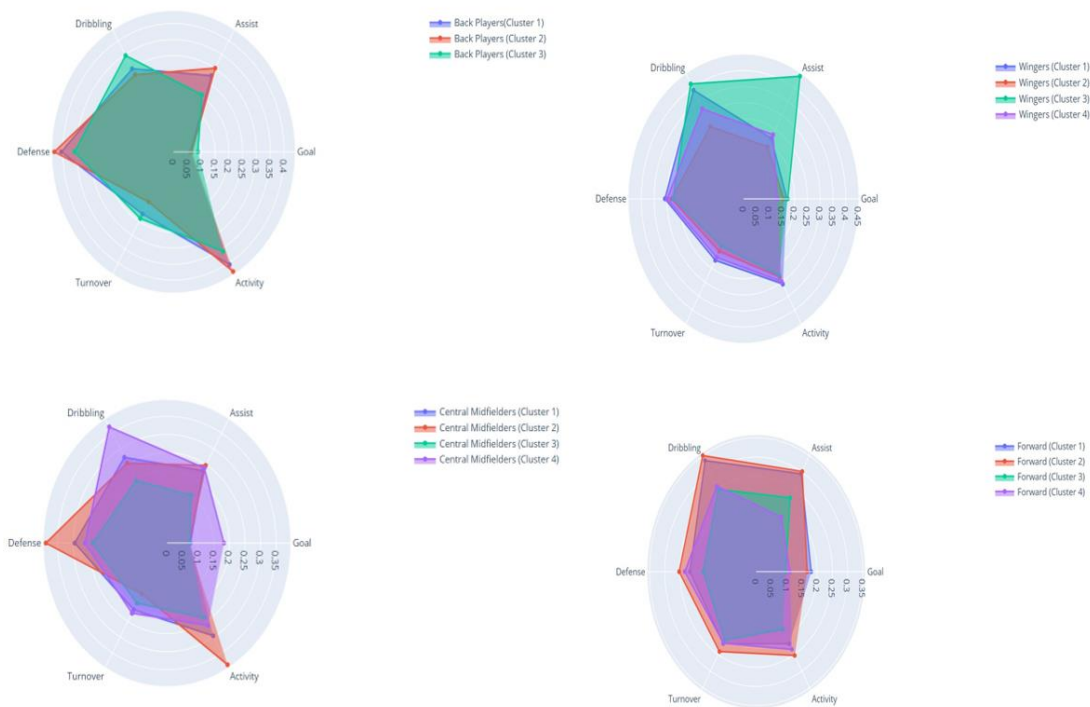 Dribbling
Assist
Defense
Goal
Turnover
Activity
0
0.05
0.1
0.15
0.2
0.25
0.3
0.35
0.4
Back Players(Cluster 1)
Back Players (Cluster 2)
Back Players (Cluster 3)
Dribbling
Assist
Defense
Goal
Turnover
Activity
0
0.05
0.1
0.15
0.2
0.25
0.3
0.35
0.4
0.45
Wingers (Cluster 1)
Wingers (Cluster 2)
Wingers (Cluster 3)
Wingers (Cluster 4)
Dribbling
Assist
Defense
Goal
Turnover
Activity
0
0.05
0.1
0.15
0.2
0.25
0.3
0.35
Central Midfielders (Cluster 1)
Central Midfielders (Cluster 2)
Central Midfielders (Cluster 3)
Central Midfielders (Cluster 4)
Dribbling
Assist
Defense
Goal
Turnover
Activity
0
0.05
0.1
0.15
0.2
0.25
0.3
0.35
Forward (Cluster 1)
Forward (Cluster 2)
Forward (Cluster 3)
Forward (Cluster 4)